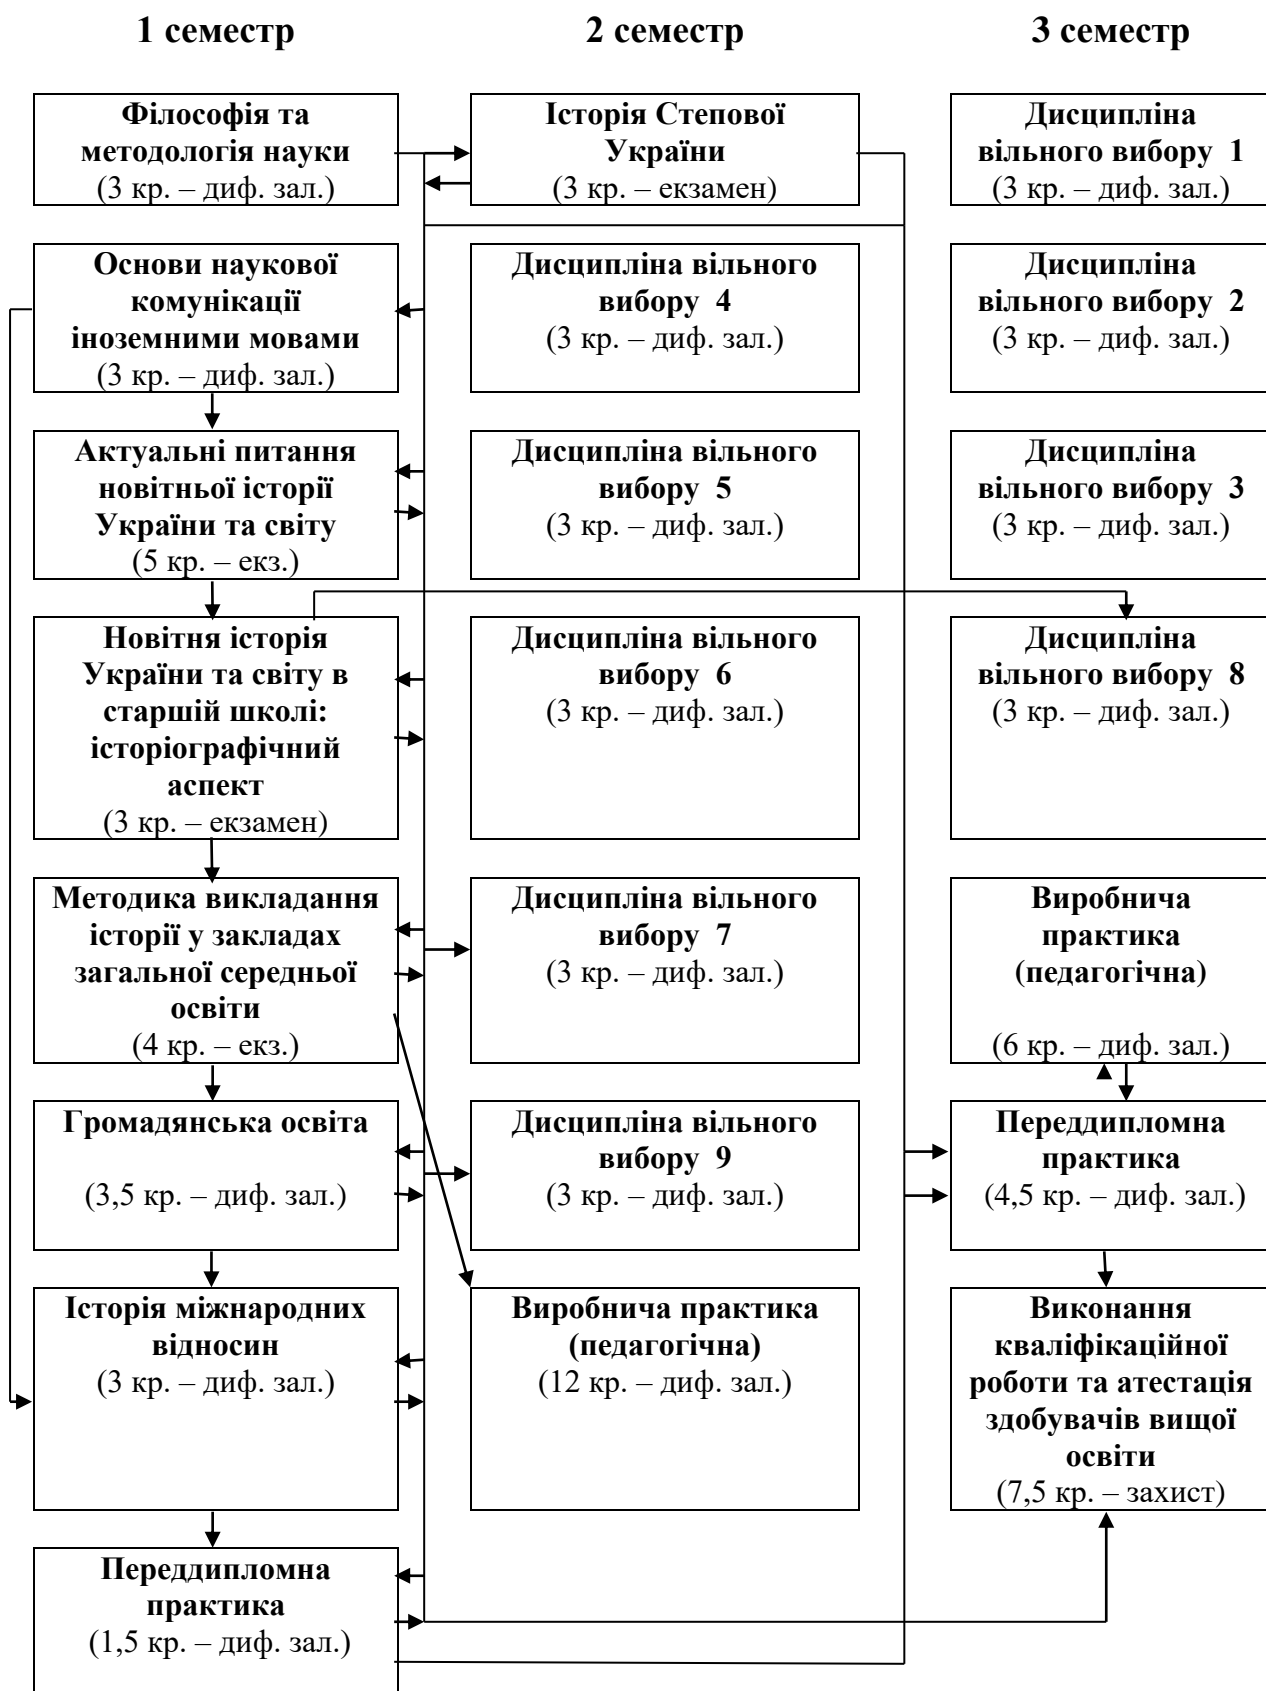 1 семестр
2 семестр
3 семестр
Філософія та
методологія науки
(3 кр. – диф. зал.)
Історія Степової
України
(3 кр. – екзамен)
Дисципліна
вільного вибору 1
(3 кр. – диф. зал.)
Основи наукової
комунікації
іноземними мовами
(3 кр. – диф. зал.)
Дисципліна вільного
вибору 4
(3 кр. – диф. зал.)
Дисципліна
вільного вибору 2
(3 кр. – диф. зал.)
Актуальні питання
новітньої історії
України та світу
(5 кр. – екз.)
Дисципліна вільного
вибору 5
(3 кр. – диф. зал.)
Дисципліна
вільного вибору 3
(3 кр. – диф. зал.)
Новітня історія
України та світу в
старшій школі:
історіографічний
аспект
(3 кр. – екзамен)
Дисципліна вільного
вибору 6
(3 кр. – диф. зал.)
Дисципліна
вільного вибору 8
(3 кр. – диф. зал.)
Методика викладання
історії у закладах
загальної середньої
освіти
(4 кр. – екз.)
Дисципліна вільного
вибору 7
(3 кр. – диф. зал.)
Виробнича
практика
(педагогічна)
(6 кр. – диф. зал.)
Громадянська освіта
(3,5 кр. – диф. зал.)
Дисципліна вільного
вибору 9
(3 кр. – диф. зал.)
Переддипломна
практика
(4,5 кр. – диф. зал.)
Історія міжнародних
відносин
(3 кр. – диф. зал.)
Виробнича практика
(педагогічна)
(12 кр. – диф. зал.)
Виконання
кваліфікаційної
роботи та атестація
здобувачів вищої
освіти
(7,5 кр. – захист)
Переддипломна
практика
(1,5 кр. – диф. зал.)